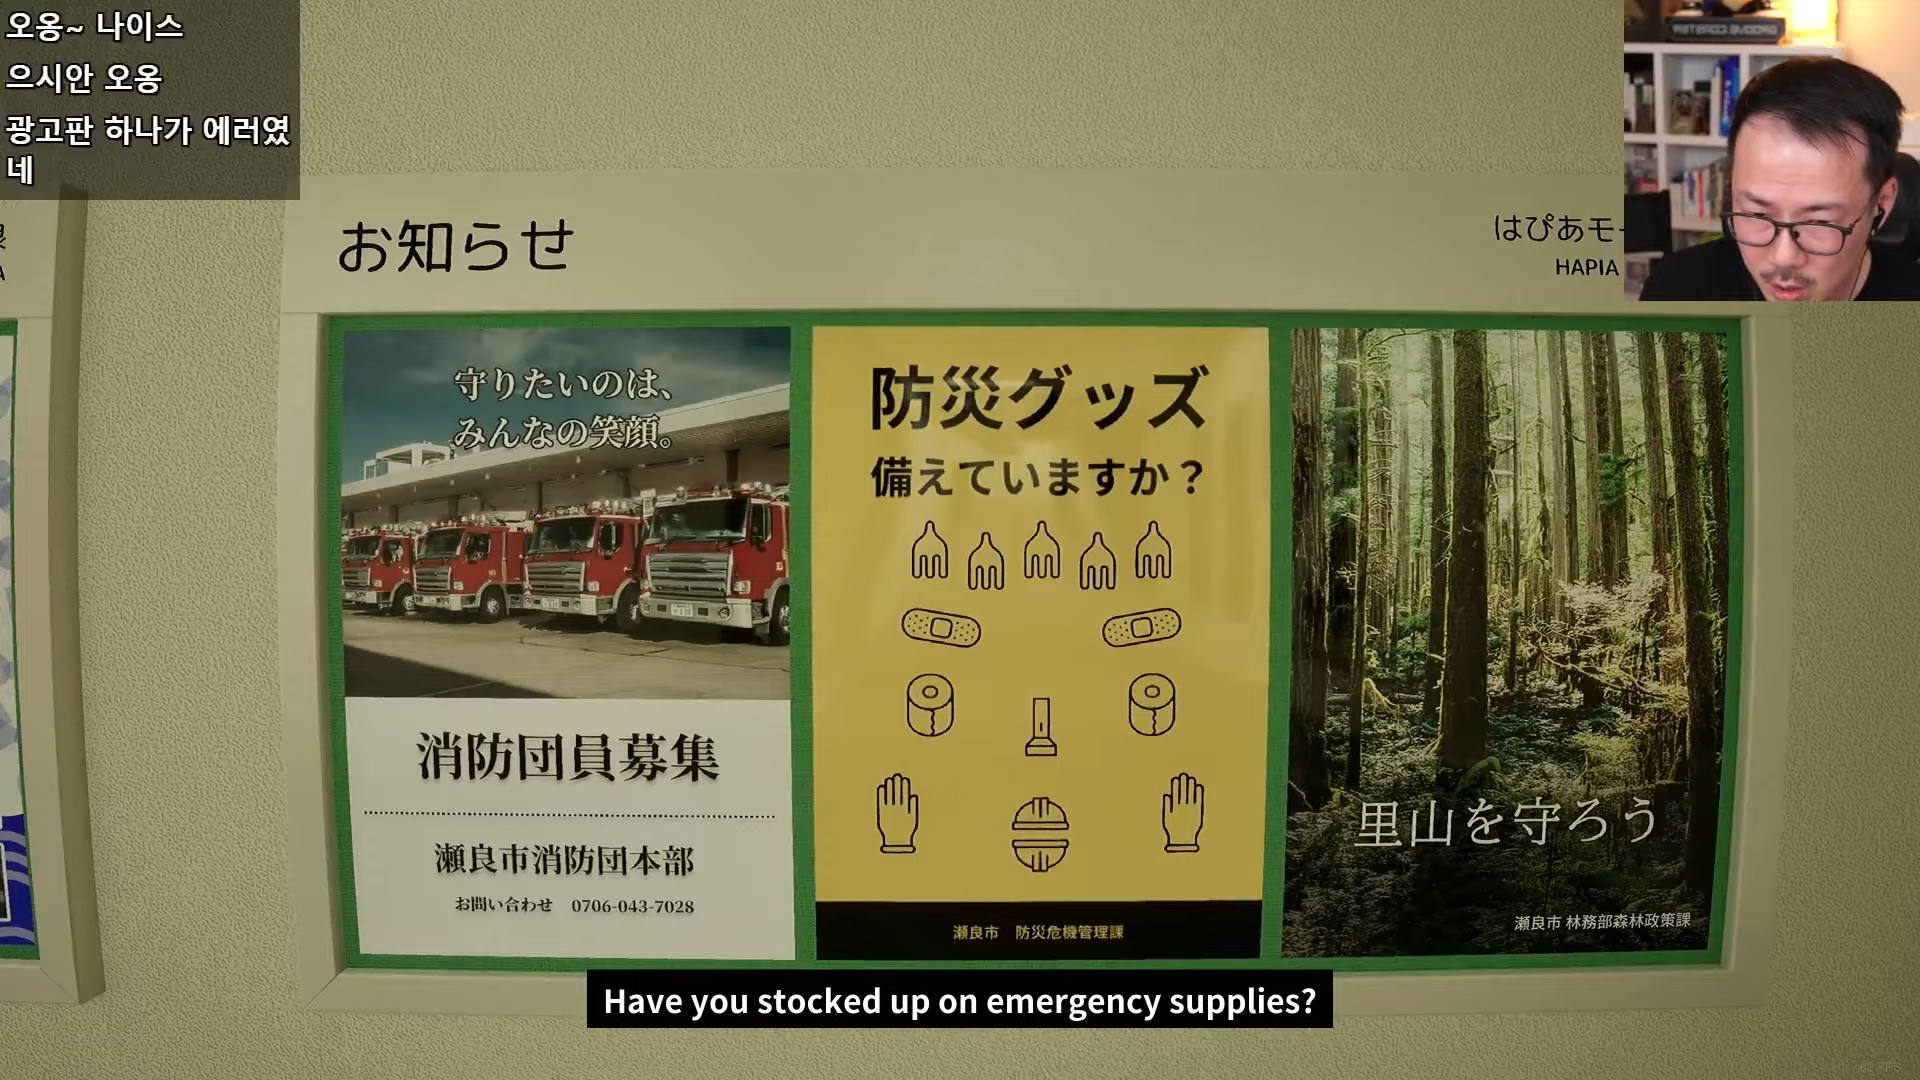 오옹~ 나이스
으시안 오옹
광고판 하나가 에러였
네
お知らせ
はぴあモ
HAPIA
守りたいのは、
みんなの笑顔。
消防団員募集
瀬良市消防団本部
お問い合わせ 0706-043-7028
防災グッズ
備えていますか？
瀬良市 防災危機管理課
里山を守ろう
瀬良市 林務部森林政策課
Have you stocked up on emergency supplies?